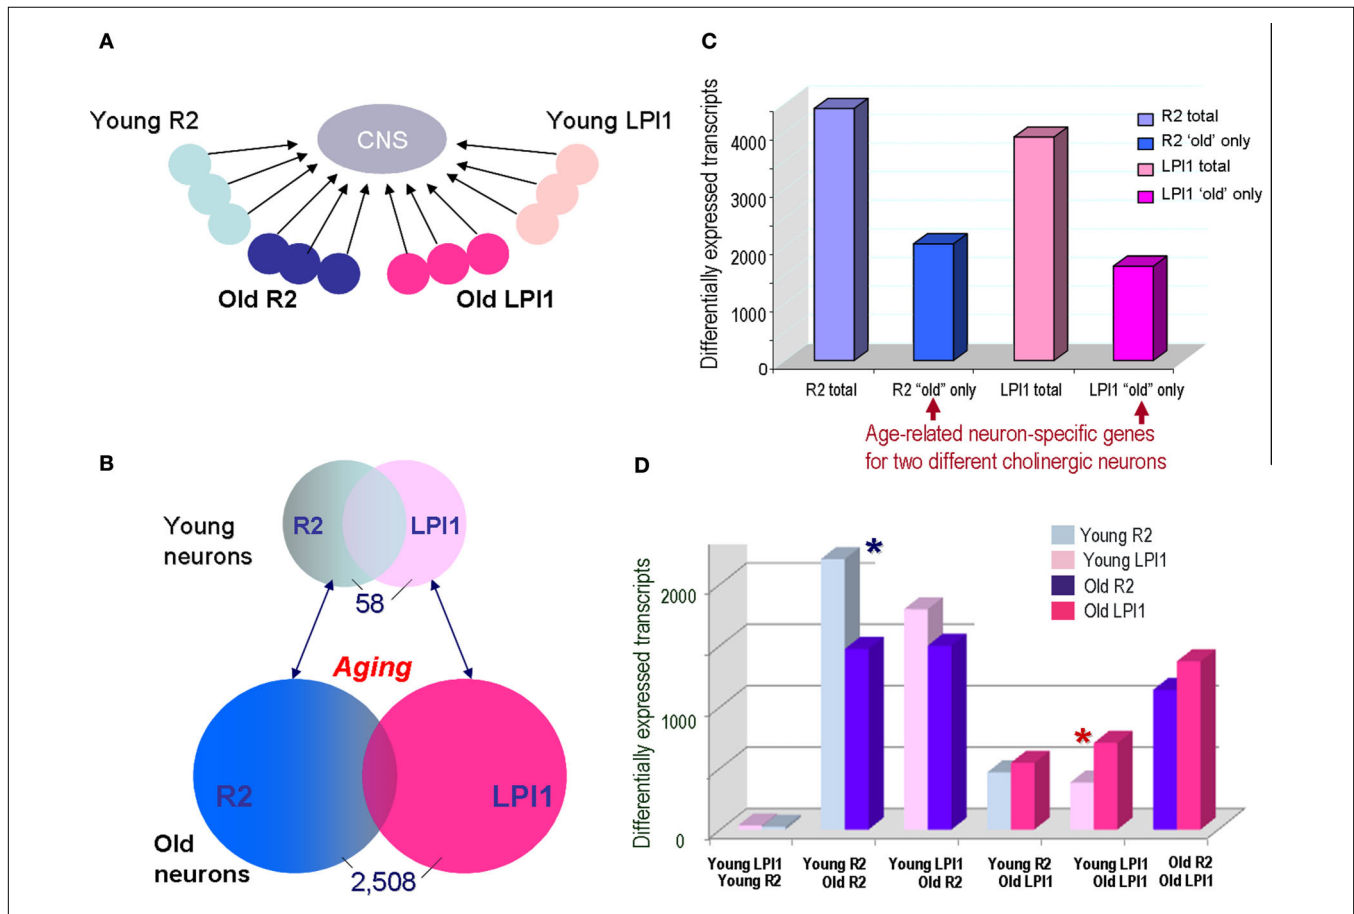 A
Young R2
CNS
Young LPI1
Old R2
Old LPI1
B
Young
neurons
R2
LPI1
58
Aging
R2
LPI1
Old
neurons
2,508
C
Differentially expressed transcripts
4000
3000
2000
1000
0
R2 total
R2 'old' only
LPI1 total
LPI1 'old' only
R2 total
R2 “old” only
LPI1 total
LPI1 “old” only
Age-related neuron-specific genes
for two different cholinergic neurons
D
Differentially expressed transcripts
2000
1000
0
*
*
Young R2
Young LPI1
Old R2
Old LPI1
Young LPI1
Young R2
Young R2
Old R2
Young LPI1
Old R2
Young R2
Old LPI1
Young LPI1
Old LPI1
Old R2
Old LPI1